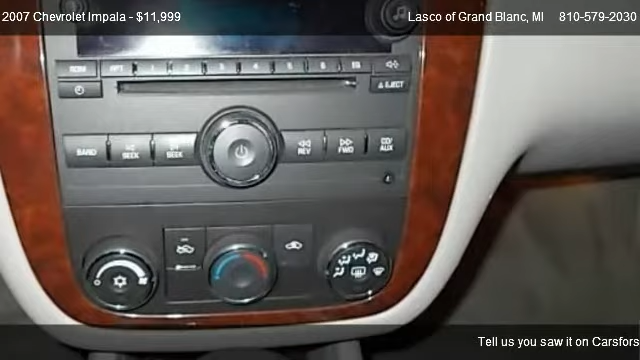 2007 Chevrolet Impala - $11,999 Lasco of Grand Blanc, MI 810-579-2030
1 2 3 4 5 6
EJECT
BAND SEEK SEEK REV FWD CD/AUX
Tell us you saw it on Carsfors